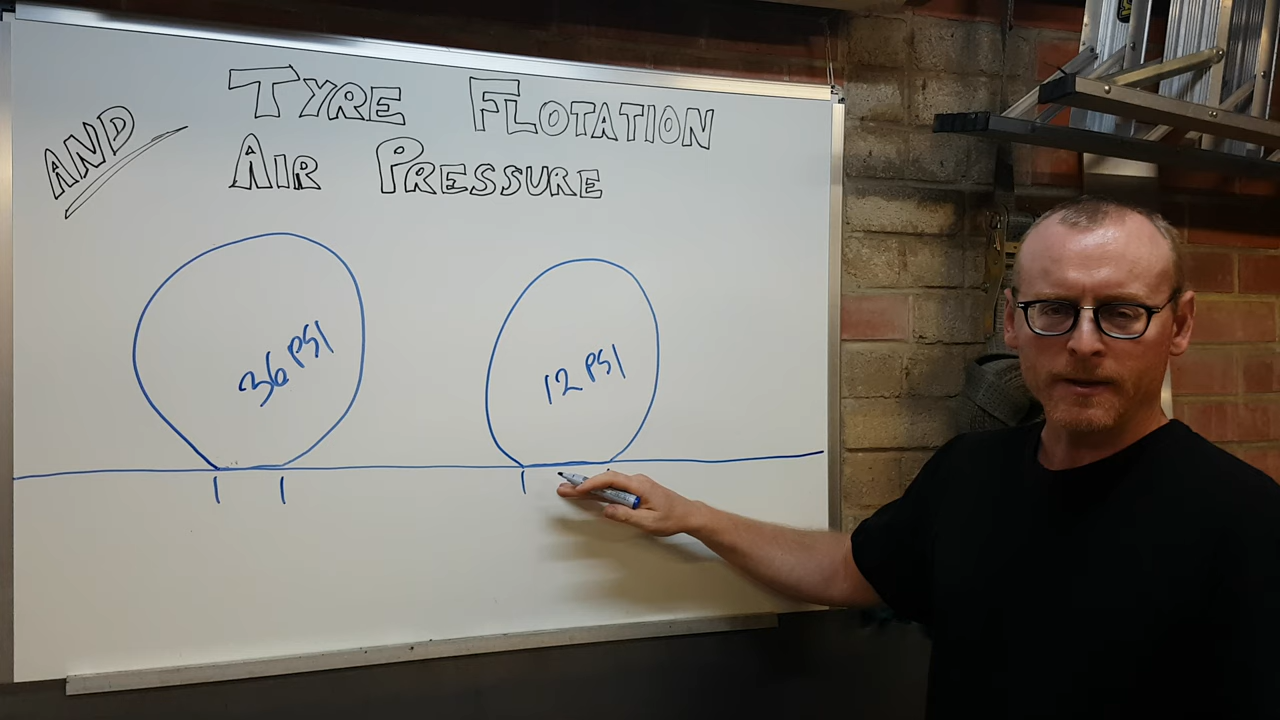 TYRE FLOTATION
AND AIR PRESSURE
36 PSI
12 PSI